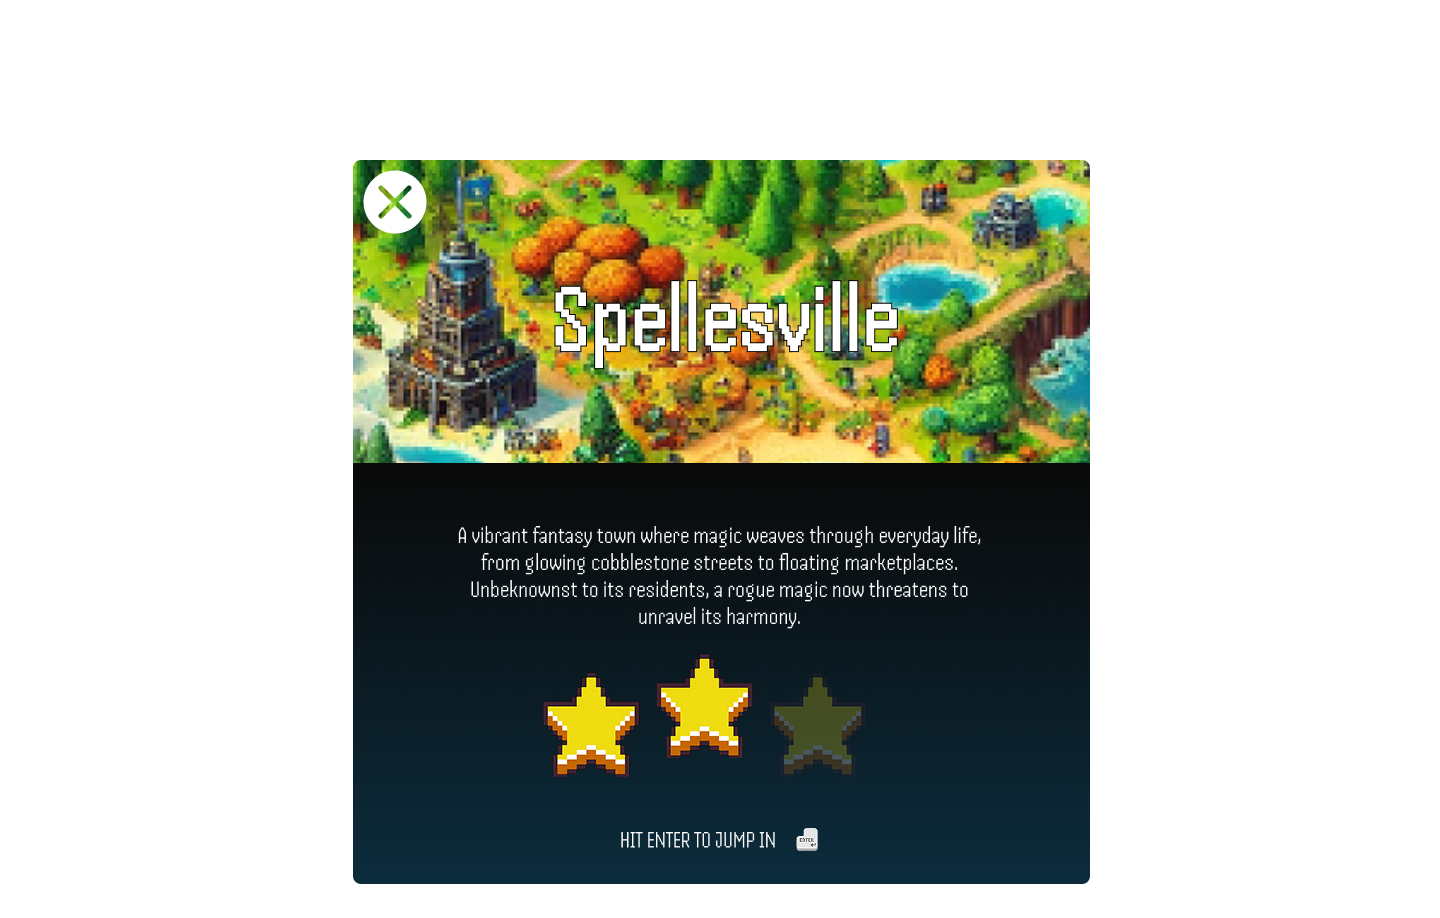 Spellesville
A vibrant fantasy town where magic weaves through everyday life,
from glowing cobblestone streets to floating marketplaces.
Unbeknownst to its residents, a rogue magic now threatens to
unravel its harmony.
HIT ENTER TO JUMP IN
ENTER